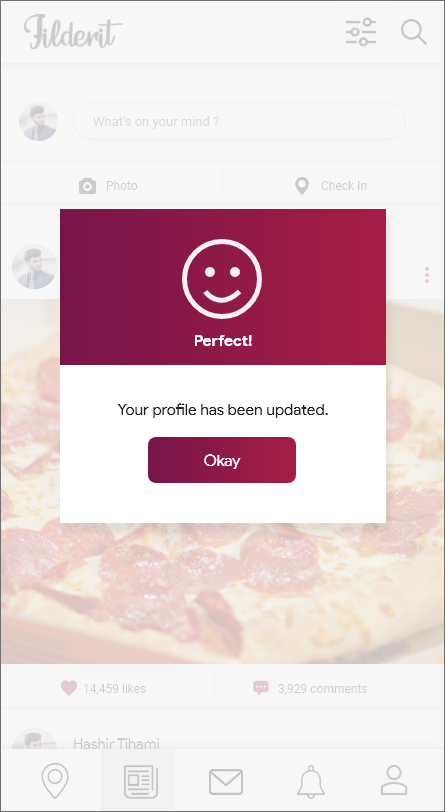 Filderit
What's on your mind ?
Photo
Check In
Perfect!
Your profile has been updated.
Okay
14,459 likes
3,929 comments
Hashir Tihami